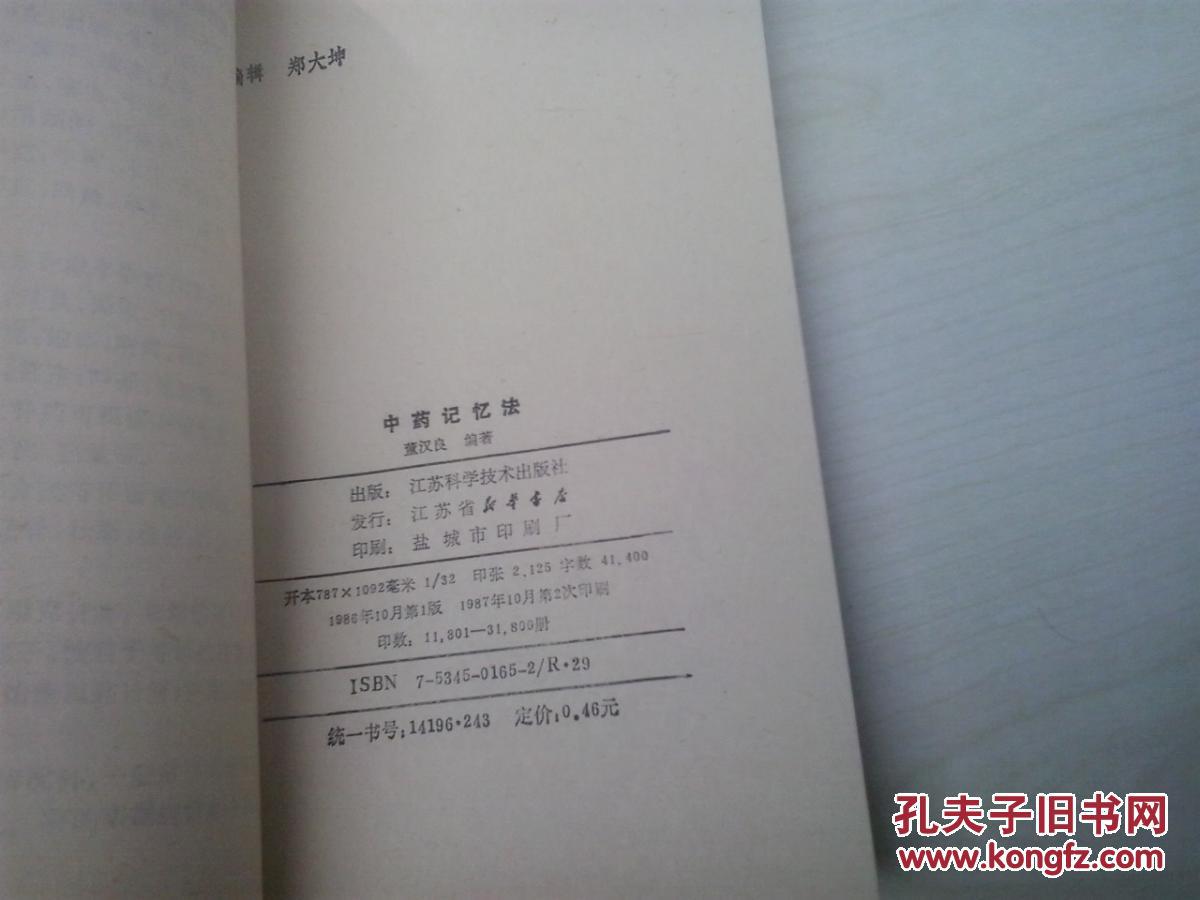 编辑 郑大坤
中药记忆法
董汉良 编著
出版：江苏科学技术出版社
发行：江苏省新华书店
印刷：盐城市印刷厂
开本787×1092毫米 1/32 印张 2.125 字数 41,400
1986年10月第1版 1987年10月第2次印刷
印数：11,801—31,800册
ISBN 7-5345-0165-2/R·29
统一书号：14196·243 定价：0.46元
孔夫子旧书网
www.kongfz.com